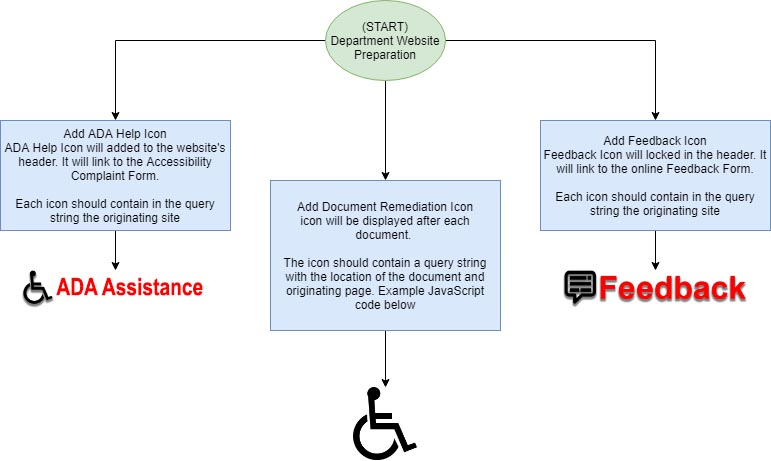 (START)
Department Website
Preparation
Add ADA Help Icon
ADA Help Icon will added to the website's
header. It will link to the Accessibility
Complaint Form.
Each icon should contain in the query
string the originating site
Add Document Remediation Icon
icon will be displayed after each
document.
The icon should contain a query string
with the location of the document and
originating page. Example JavaScript
code below
Add Feedback Icon
Feedback Icon will locked in the header. It
will link to the online Feedback Form.
Each icon should contain in the query
string the originating site
ADA Assistance
Feedback